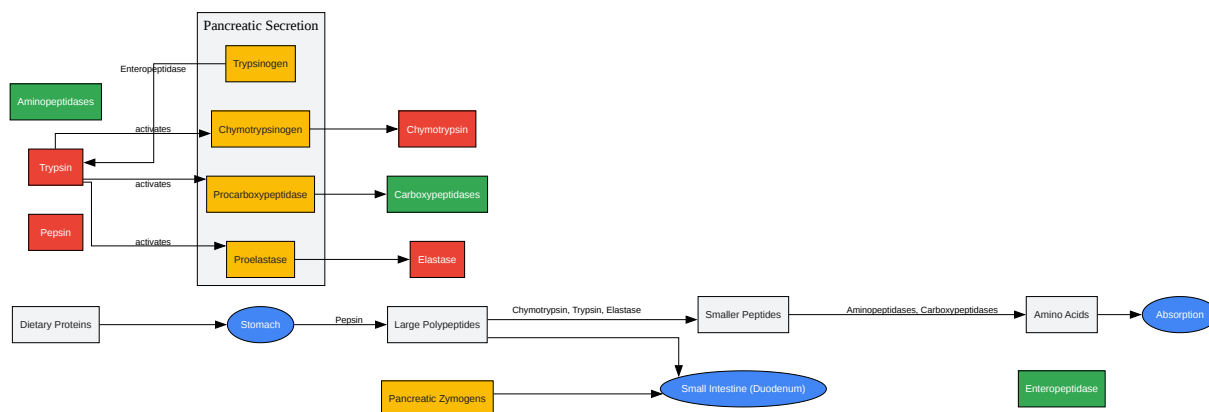 Pancreatic Secretion
Trypsinogen
Enteropeptidase
Aminopeptidases
activates
Chymotrypsinogen
Chymotrypsin
Trypsin
activates
Procarboxypeptidase
Carboxypeptidases
Pepsin
activates
Proelastase
Elastase
Dietary Proteins
Stomach
Pepsin
Large Polypeptides
Chymotrypsin, Trypsin, Elastase
Smaller Peptides
Aminopeptidases, Carboxypeptidases
Amino Acids
Absorption
Pancreatic Zymogens
Small Intestine (Duodenum)
Enteropeptidase